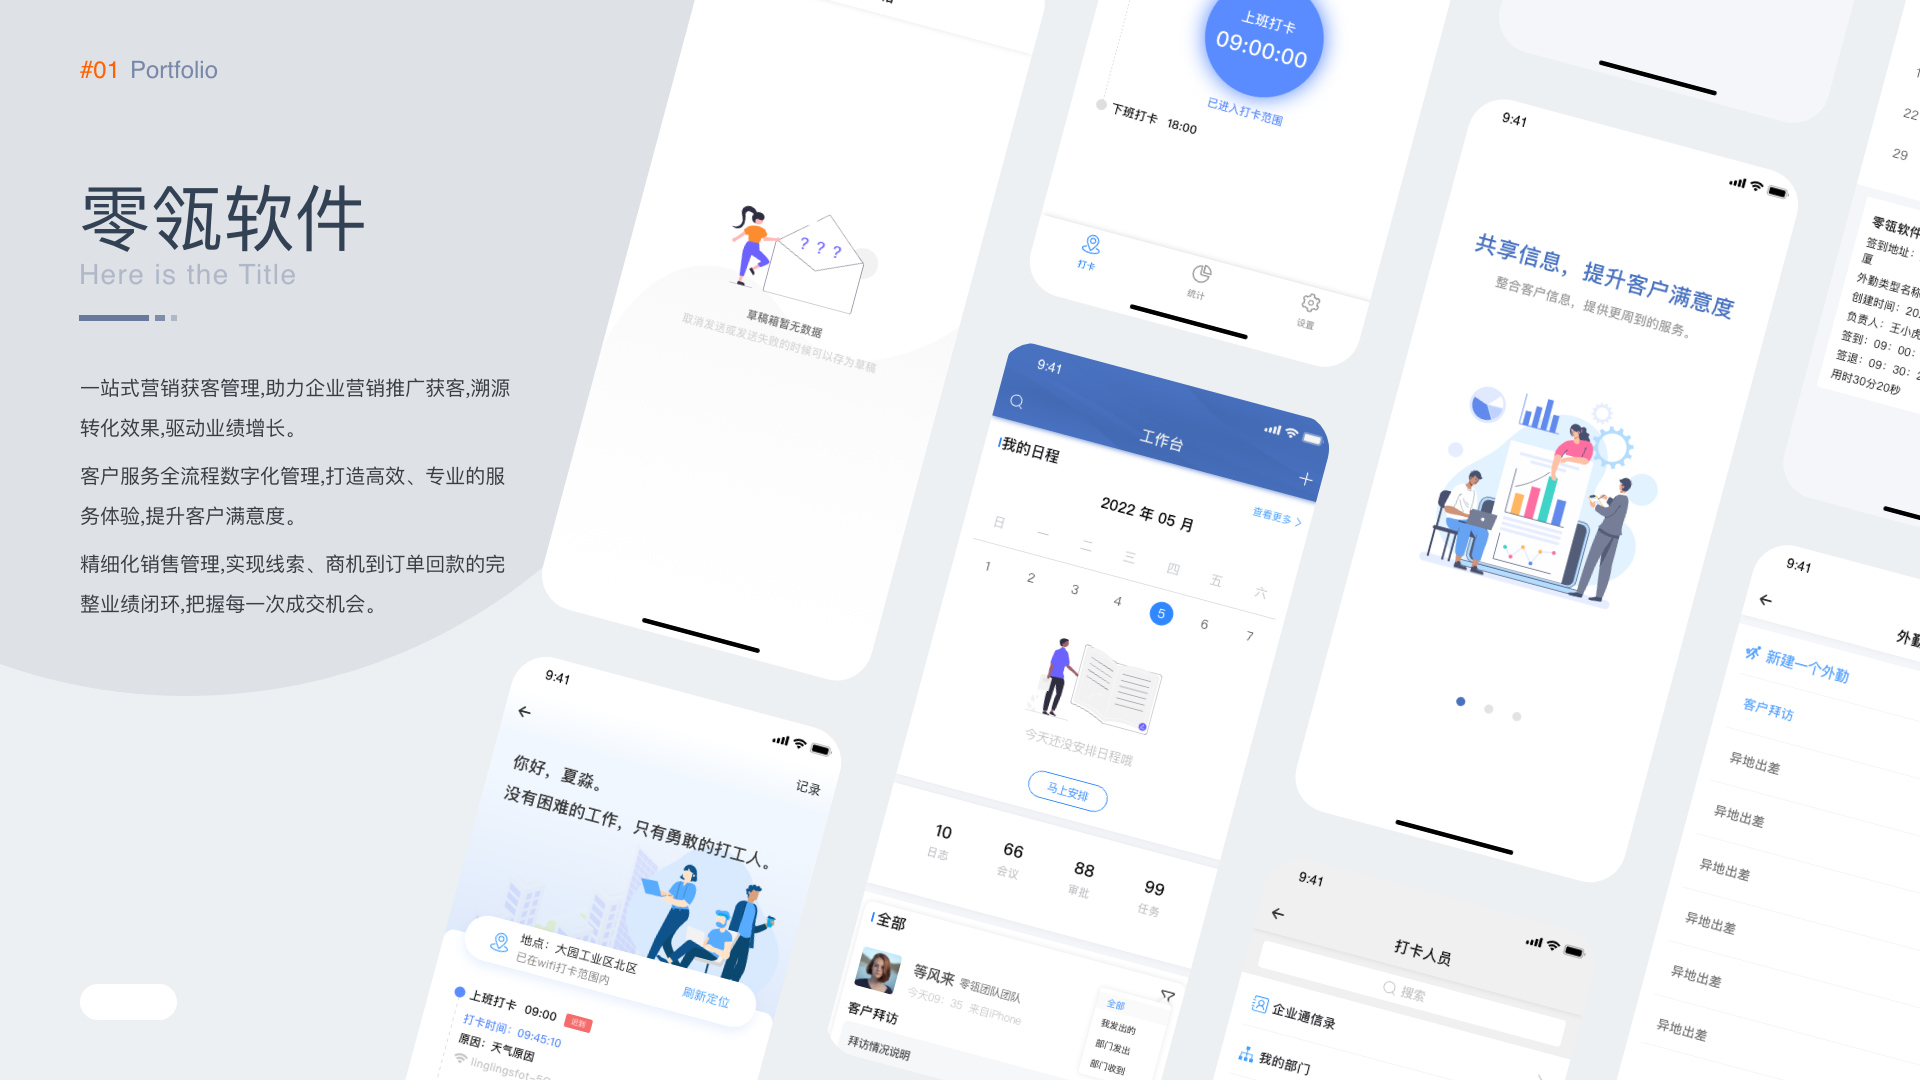 #01 Portfolio
零瓴软件
Here is the Title
一站式营销获客管理,助力企业营销推广获客,溯源
转化效果,驱动业绩增长。
客户服务全流程数字化管理,打造高效、专业的服
务体验,提升客户满意度。
精细化销售管理,实现线索、商机到订单回款的完
整业绩闭环,把握每一次成交机会。
? ? ?
草稿箱暂无数据
取消发送或发送失败的时候可以存为草稿
9:41
记录
你好，夏淼。
没有困难的工作，只有勇敢的打工人。
地点：大园工业区北区
已在wifi打卡范围内
刷新定位
上班打卡 09:00 迟到
打卡时间：09:45:10
原因：天气原因
上班打卡
09:00:00
已进入打卡范围
下班打卡 18:00
打卡
统计
设置
9:41
工作台
我的日程
2022 年 05 月
查看更多
日 一 二 三 四 五 六
1 2 3 4 5 6 7
今天还没安排日程哦
马上安排
10 66 88 99
日志 会议 审批 任务
全部
等风来 零瓴团队团队
今天09：35 来自iPhone
客户拜访
拜访情况说明
全部
我发出的
部门发出
部门收到
9:41
共享信息，提升客户满意度
整合客户信息，提供更周到的服务。
9:41
打卡人员
搜索
企业通信录
我的部门
22
29
零瓴软件
签到地址：
厦
外勤类型名称
创建时间：202
负责人：王小虎
签到：09：00：
签退：09：30：2
用时30分20秒
9:41
外勤
新建一个外勤
客户拜访
异地出差
异地出差
异地出差
异地出差
异地出差
异地出差